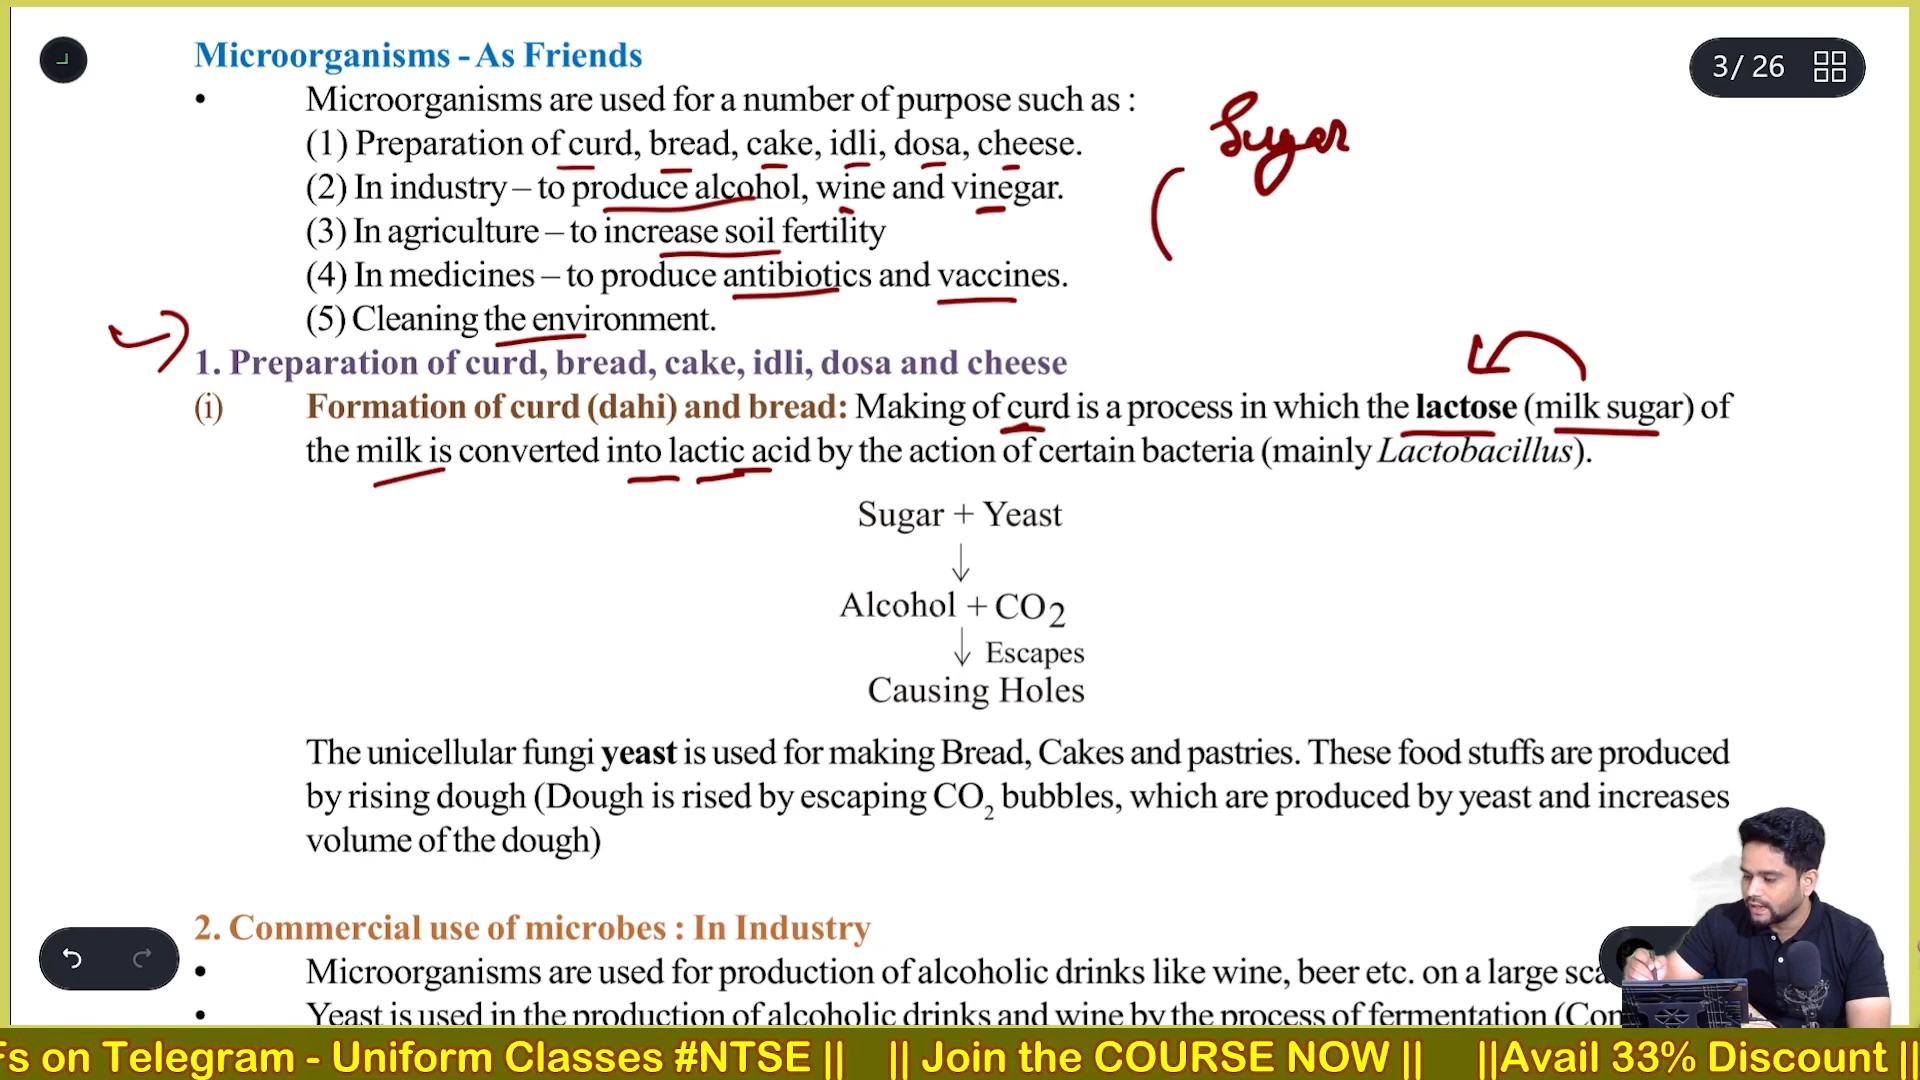 Microorganisms - As Friends
3/ 26
• Microorganisms are used for a number of purpose such as :
Sugar
(1) Preparation of curd, bread, cake, idli, dosa, cheese.
(2) In industry – to produce alcohol, wine and vinegar.
(3) In agriculture – to increase soil fertility
(4) In medicines – to produce antibiotics and vaccines.
(5) Cleaning the environment.
1. Preparation of curd, bread, cake, idli, dosa and cheese
(i) Formation of curd (dahi) and bread: Making of curd is a process in which the lactose (milk sugar) of
the milk is converted into lactic acid by the action of certain bacteria (mainly Lactobacillus).
Sugar + Yeast
↓
Alcohol + CO2
↓ Escapes
Causing Holes
The unicellular fungi yeast is used for making Bread, Cakes and pastries. These food stuffs are produced
by rising dough (Dough is rised by escaping CO2 bubbles, which are produced by yeast and increases
volume of the dough)
2. Commercial use of microbes : In Industry
• Microorganisms are used for production of alcoholic drinks like wine, beer etc. on a large sca
• Yeast is used in the production of alcoholic drinks and wine by the process of fermentation (Con
Fs on Telegram - Uniform Classes #NTSE || || Join the COURSE NOW || ||Avail 33% Discount ||